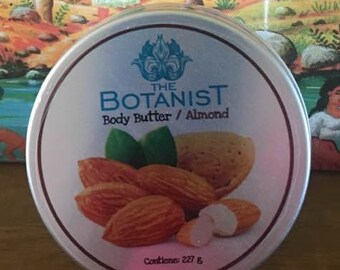 THE
BOTANIST
Body Butter / Almond
Contiene: 227 g